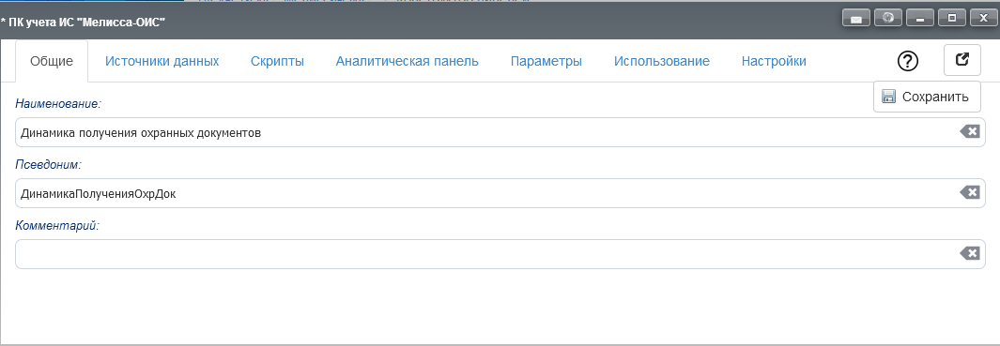 * ПК учета ИС "Мелисса-ОИС"
Общие Источники данных Скрипты Аналитическая панель Параметры Использование Настройки
Сохранить
Наименование:
Динамика получения охранных документов
Псевдоним:
ДинамикаПолученияОхрДок
Комментарий: